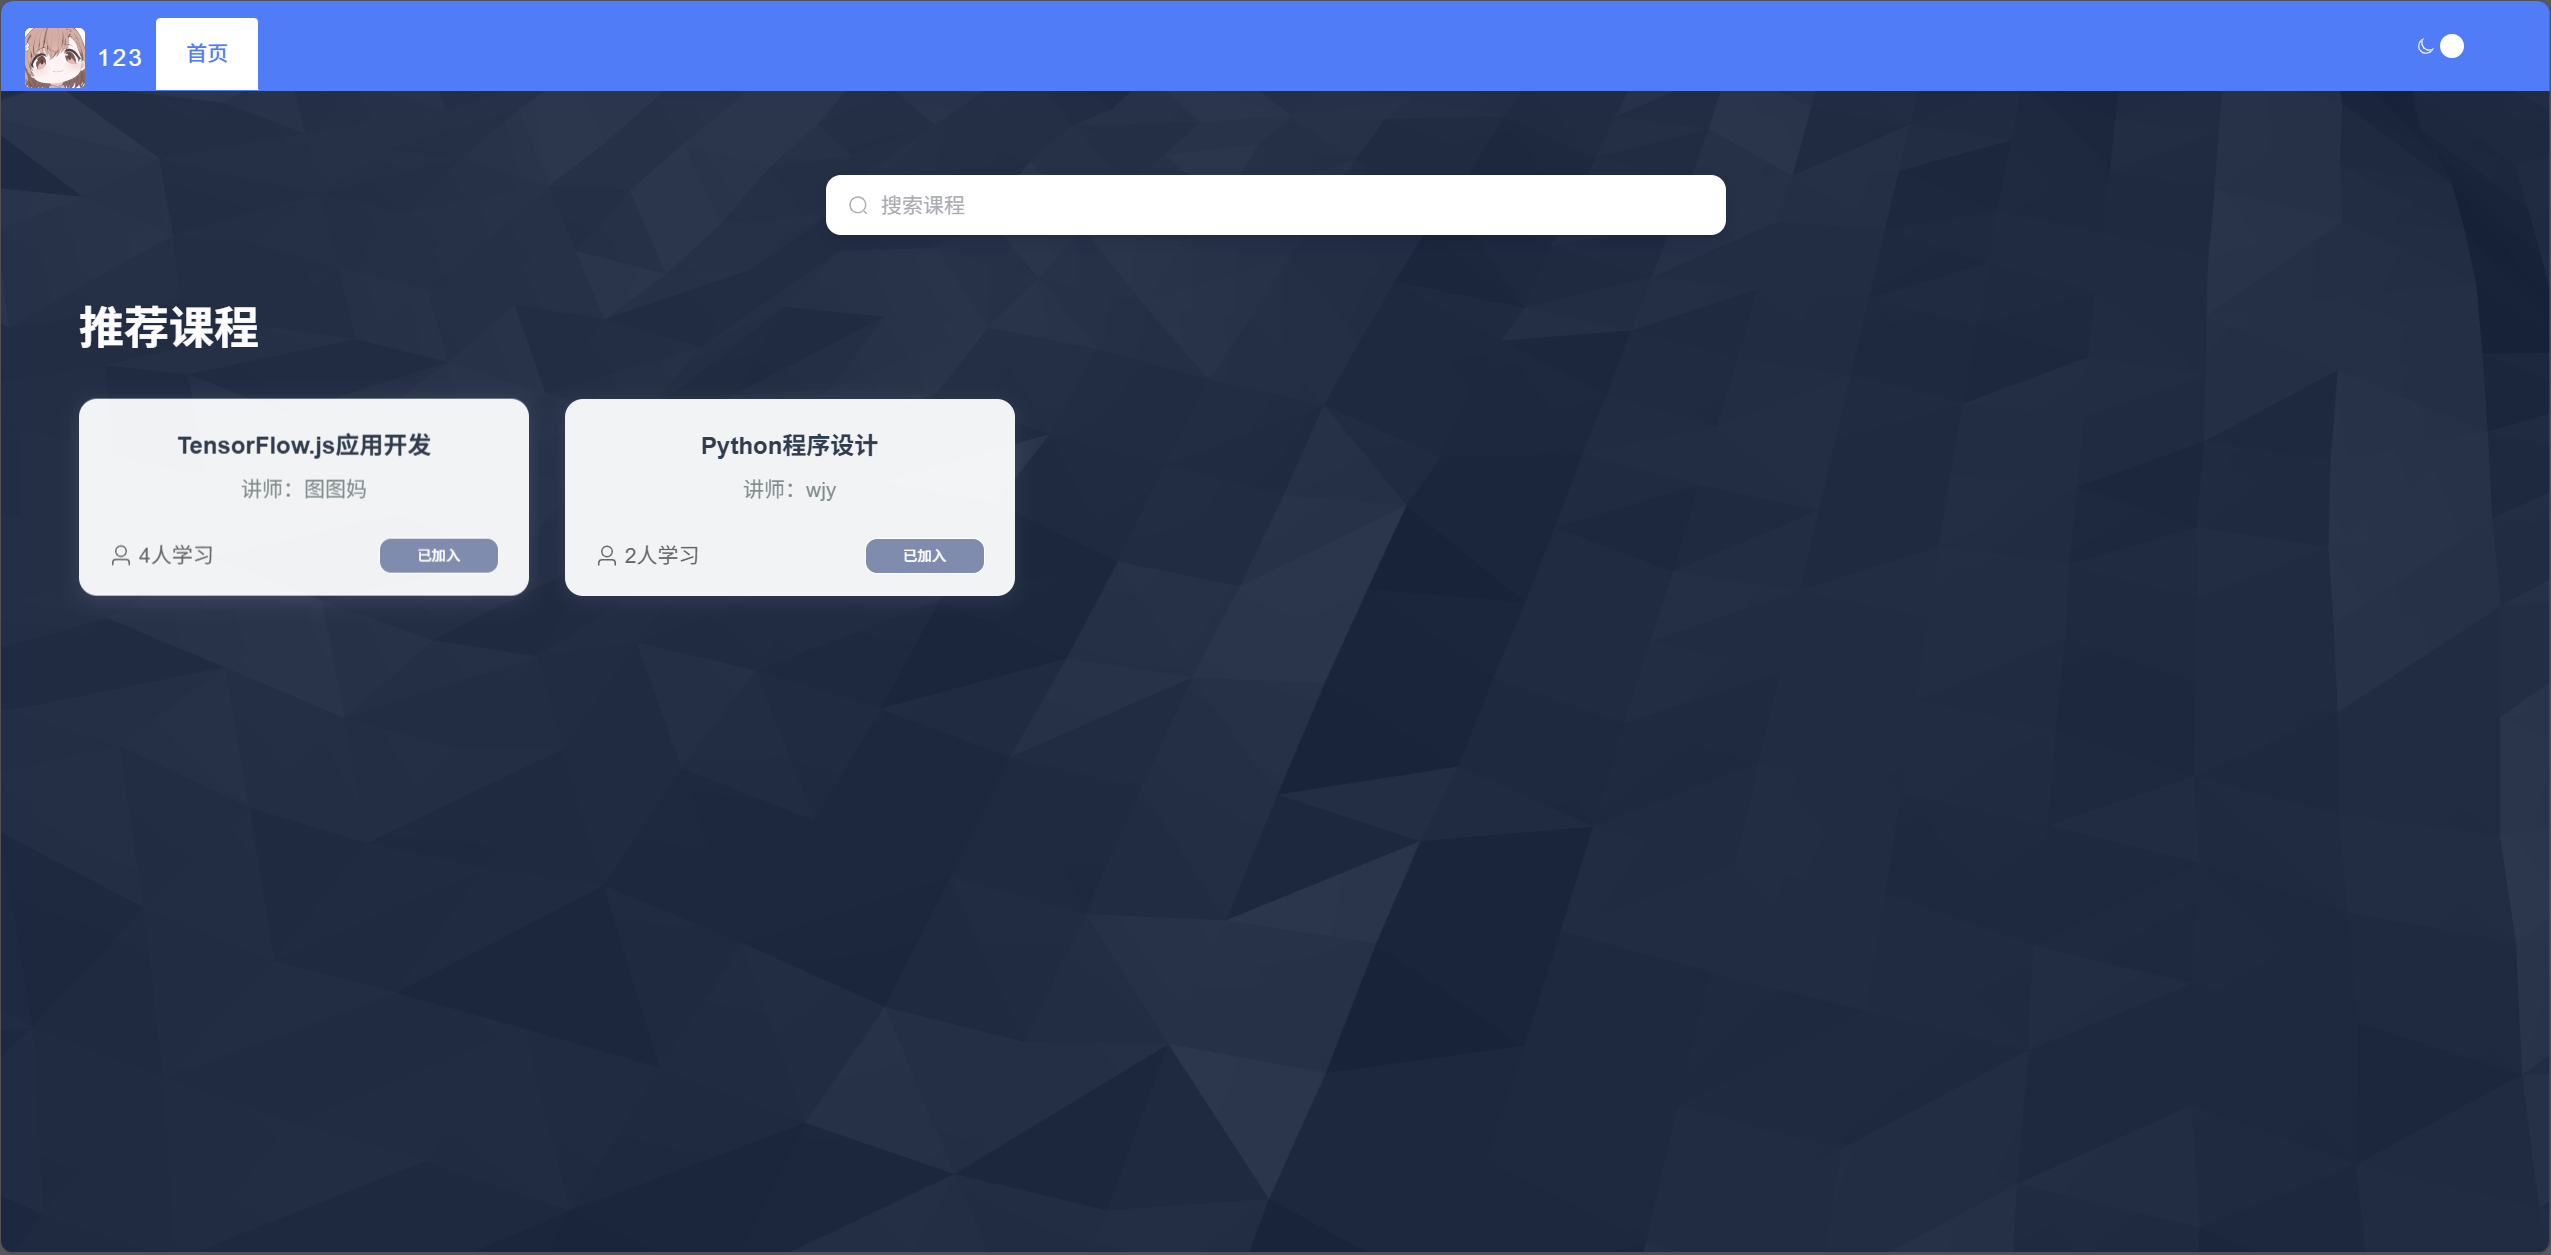 123
首页
搜索课程
推荐课程
TensorFlow.js应用开发
讲师：图图妈
4人学习
已加入
Python程序设计
讲师：wjy
2人学习
已加入